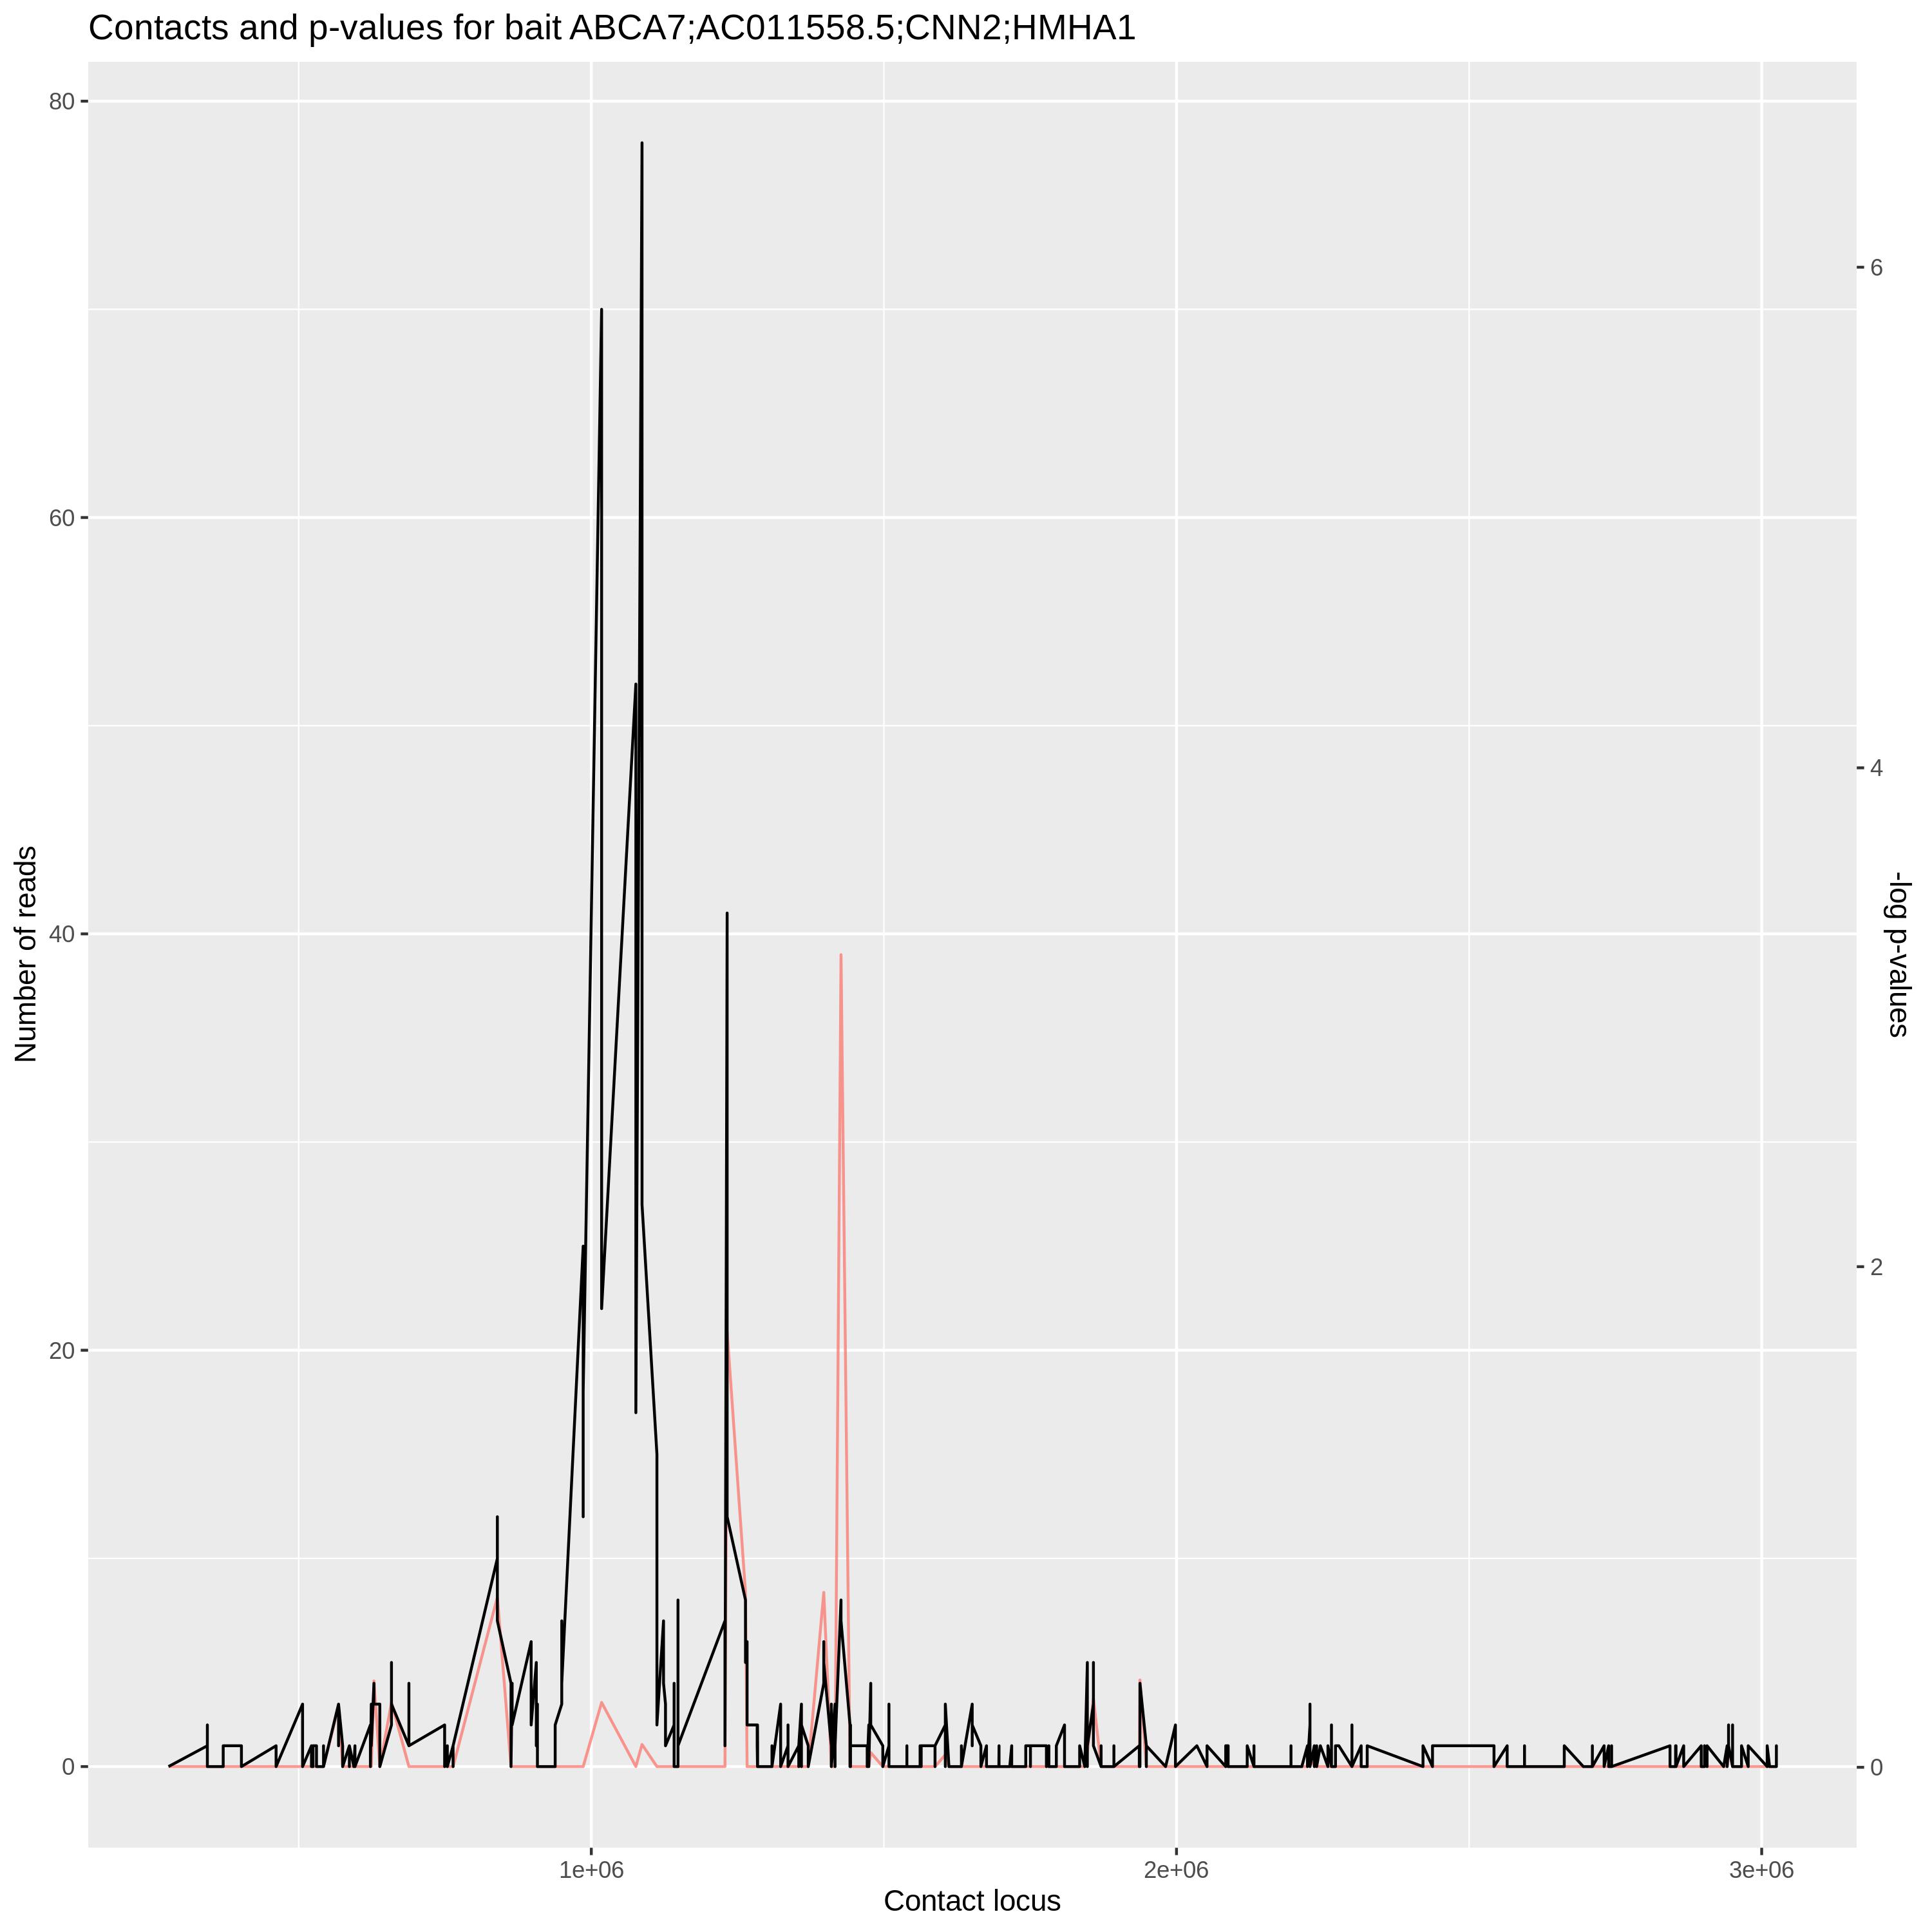 Contacts and p-values for bait ABCA7;AC011558.5;CNN2;HMHA1
80
60
40
20
0
Number of reads
6
4
2
0
-log p-values
1e+06
2e+06
3e+06
Contact locus